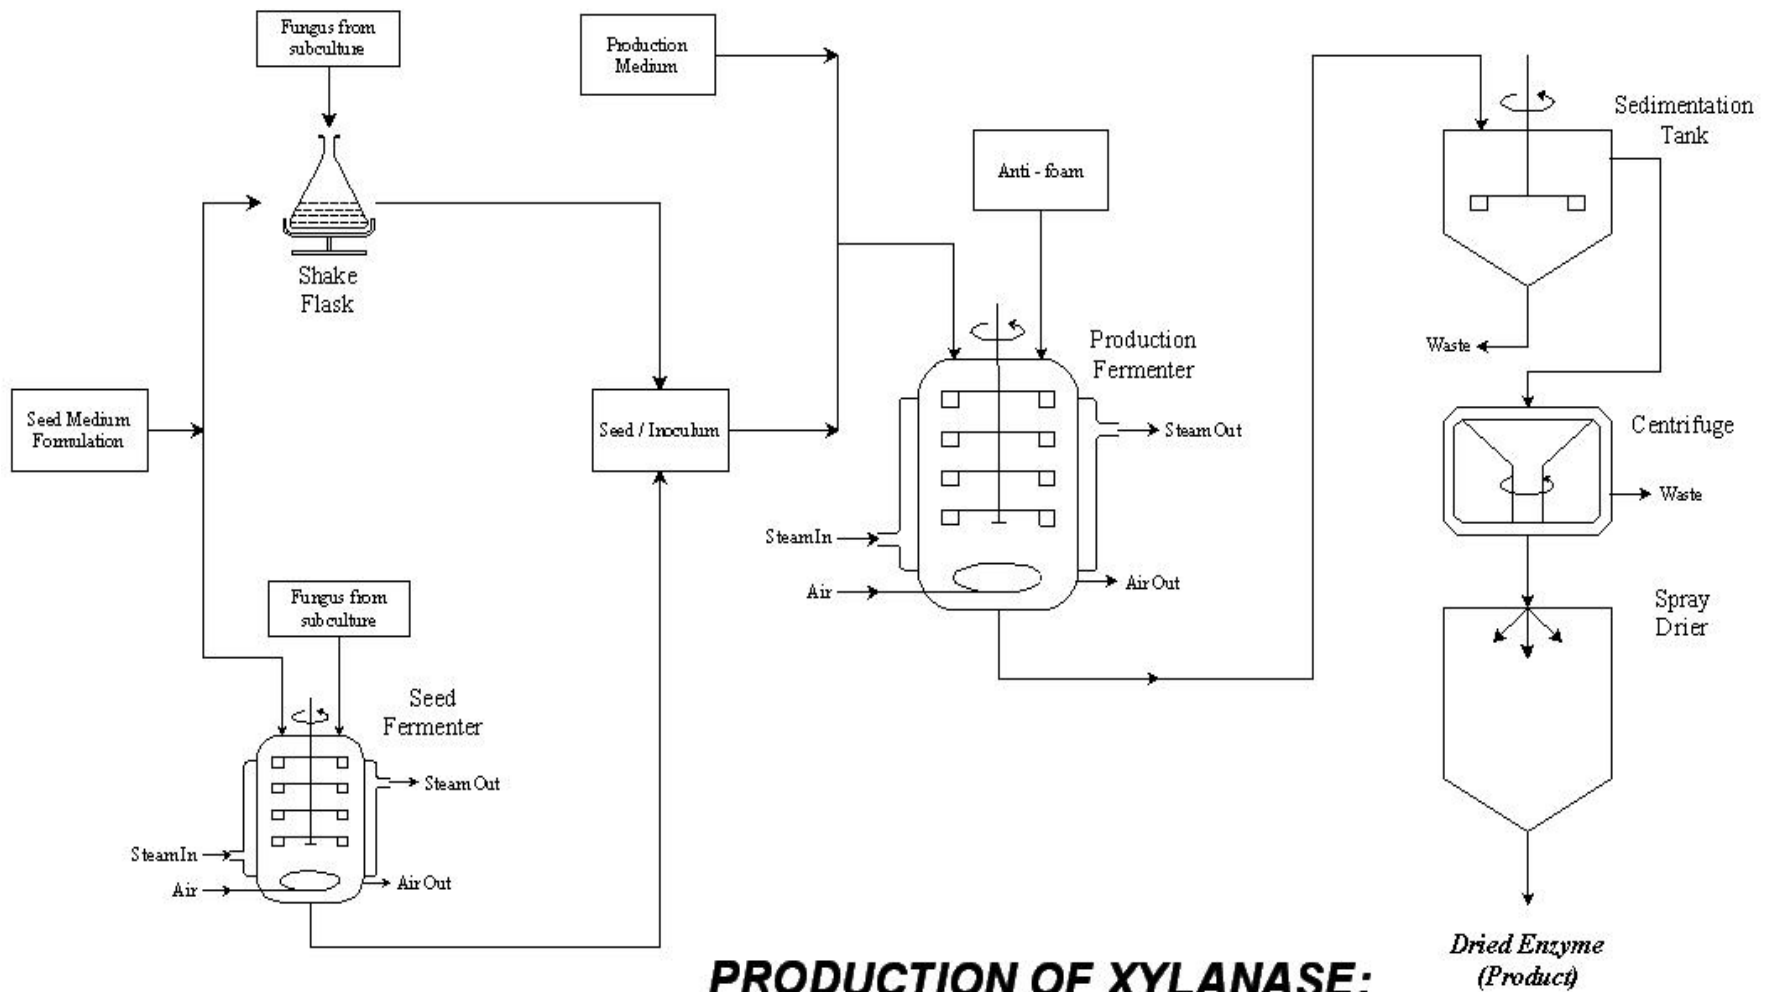 Fungus from
subculture
Production
Medium
Anti - foam
Sedimentation
Tank
Shake
Flask
Waste
Production
Fermenter
Seed Medium
Formulation
Seed / Inoculum
Steam Out
Centrifuge
Waste
Steam In
Air
Air Out
Fungus from
subculture
Spray
Drier
Seed
Fermenter
Steam Out
Steam In
Air
Air Out
Dried Enzyme
(Product)
PRODUCTION OF XYLANASE: